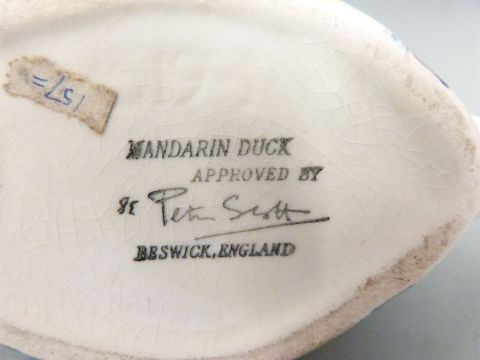 157=
MANDARIN DUCK
APPROVED BY
Peter Scott
BESWICK, ENGLAND